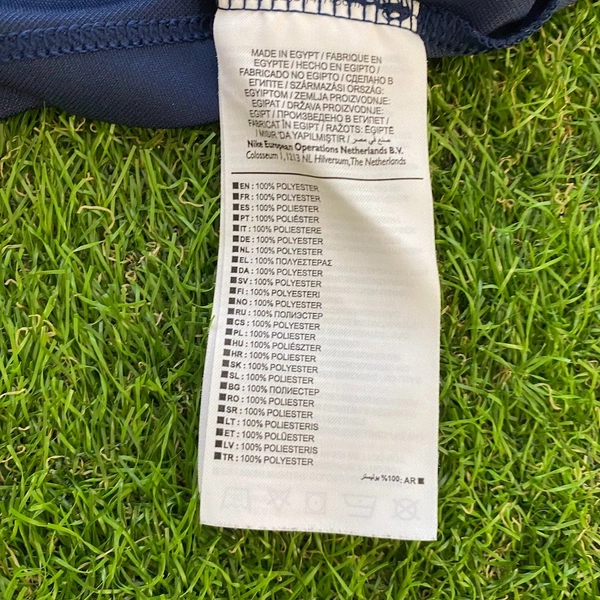 MADE IN EGYPT / FABRIQUE EN
EGYPTE / HECHO EN EGIPTO /
FABRICADO NO EGIPTO / СДЕЛАНО В
ЕГИПТЕ / SZÁRMAZÁSI ORSZÁG:
EGYIPTOM / ZEMLJA PROIZVODNJE:
EGIPAT / DRŽAVA PROIZVODNJE:
EGIPT / ПРОИЗВЕДЕНО В ЕГИПЕТ /
FABRICAT ÎN EGIPT / RAŽOTS: ĒĢIPTĒ
/ MISIR 'DA YAPILMIŞTIR / صنع في مصر
Nike European Operations Netherlands B.V.
Colosseum 1, 1213 NL Hilversum, The Netherlands
EN : 100% POLYESTER
FR : 100% POLYESTER
ES : 100% POLIÉSTER
PT : 100% POLIÉSTER
IT : 100% POLIESTERE
DE : 100% POLYESTER
NL : 100% POLYESTER
EL : 100% ΠΟΛΥΕΣΤΕΡΑΣ
DA : 100% POLYESTER
SV : 100% POLYESTER
FI : 100% POLYESTERI
NO : 100% POLYESTER
RU : 100% ПОЛИЭСТЕР
CS : 100% POLYESTER
PL : 100% POLIESTER
HU : 100% POLIÉSZTER
HR : 100% POLIESTER
SK : 100% POLYESTER
SL : 100% POLIESTER
BG : 100% ПОЛИЕСТЕР
RO : 100% POLIESTER
SR : 100% POLIESTER
LT : 100% POLIESTERIS
ET : 100% POLÜESTER
LV : 100% POLIESTERIS
TR : 100% POLYESTER
AR : 100% بوليستر